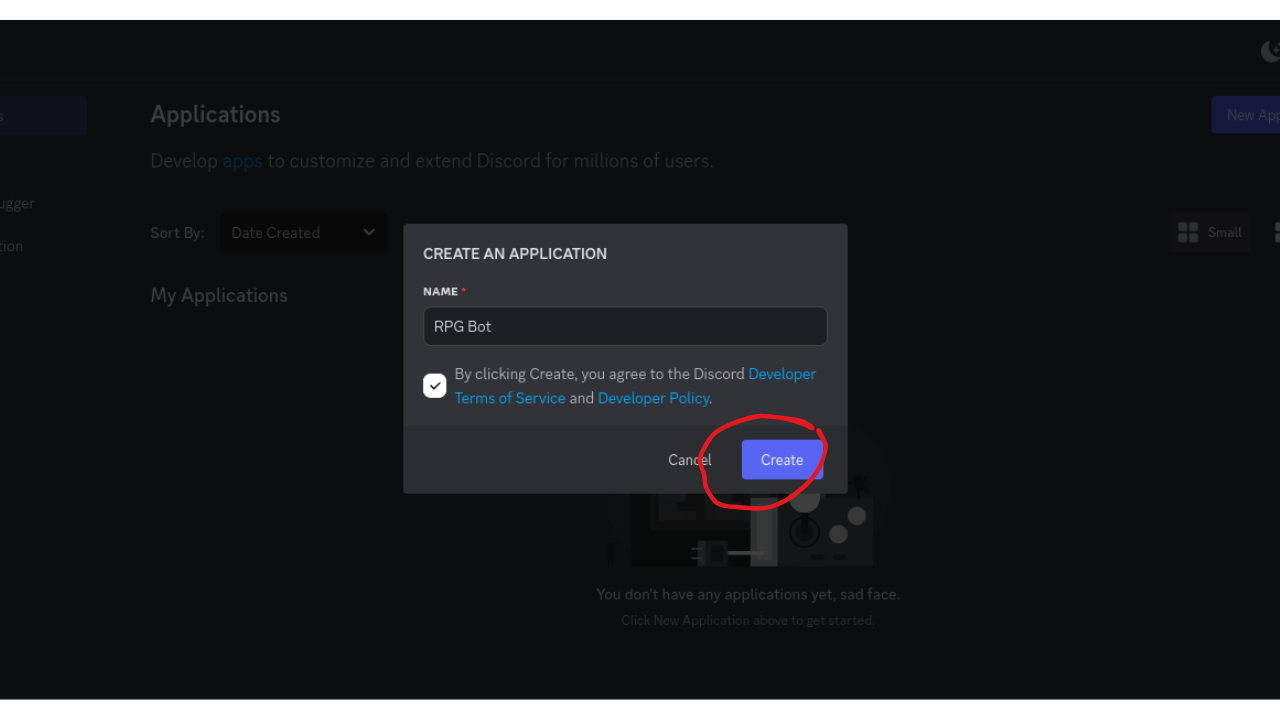 Applications
New App
Develop apps to customize and extend Discord for millions of users.
ugger
Sort By: Date Created
Small
tion
CREATE AN APPLICATION
My Applications
NAME *
RPG Bot
By clicking Create, you agree to the Discord Developer
Terms of Service and Developer Policy.
Cancel
Create
You don't have any applications yet, sad face.
Click New Application above to get started.